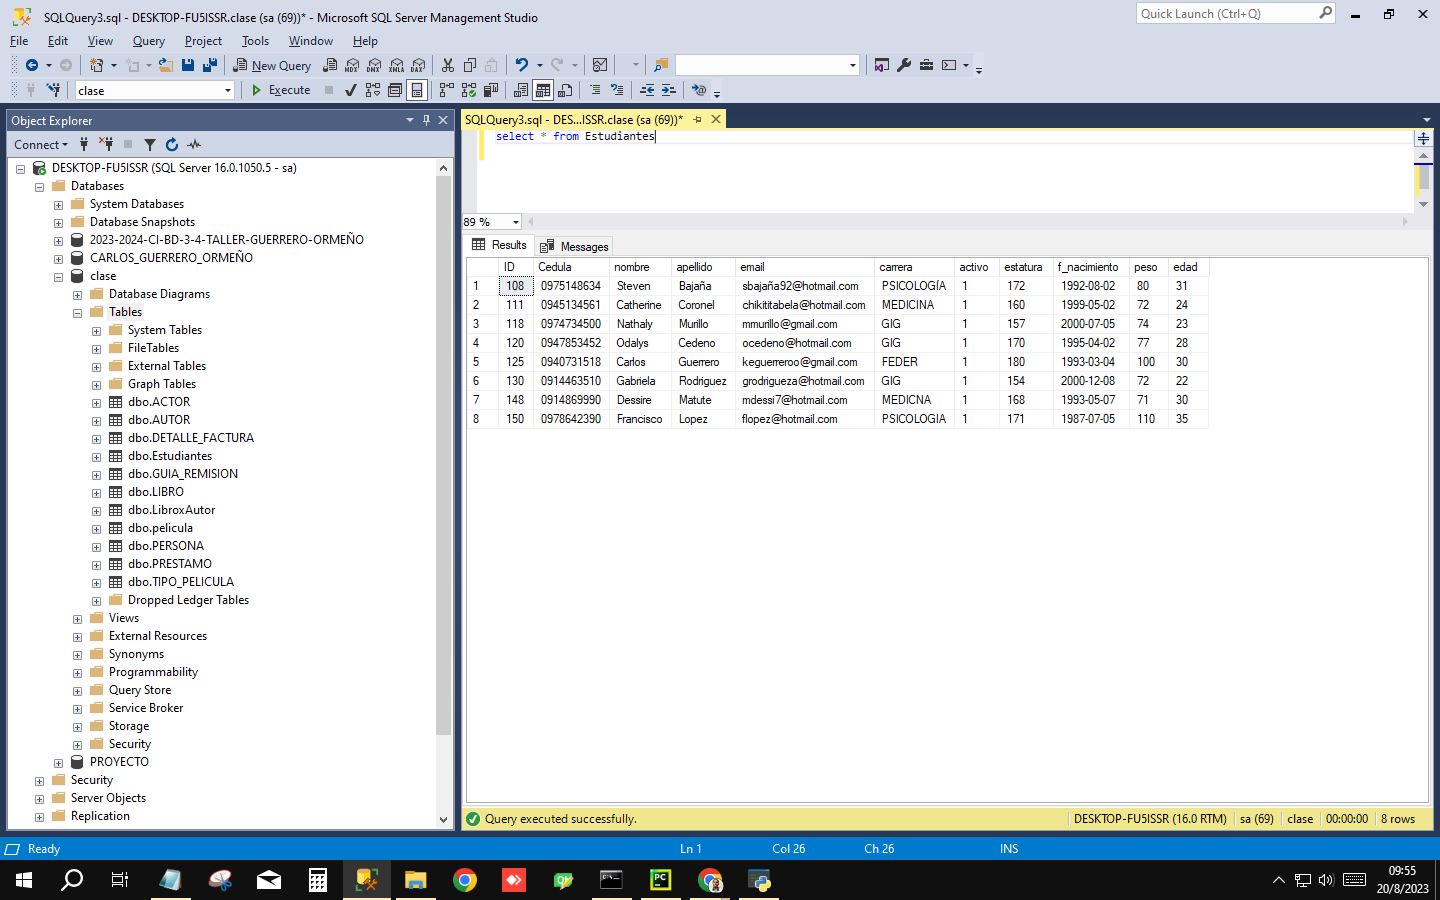 SQLQuery3.sql - DESKTOP-FU5ISSR.clase (sa (69))* - Microsoft SQL Server Management Studio
Quick Launch (Ctrl+Q)
File Edit View Query Project Tools Window Help
New Query MDX DMX XMLA DAX
clase Execute
Object Explorer
Connect
DESKTOP-FU5ISSR (SQL Server 16.0.1050.5 - sa)
Databases
System Databases
Database Snapshots
2023-2024-CI-BD-3-4-TALLER-GUERRERO-ORMEÑO
CARLOS_GUERRERO_ORMEÑO
clase
Database Diagrams
Tables
System Tables
FileTables
External Tables
Graph Tables
dbo.ACTOR
dbo.AUTOR
dbo.DETALLE_FACTURA
dbo.Estudiantes
dbo.GUIA_REMISION
dbo.LIBRO
dbo.LibroxAutor
dbo.pelicula
dbo.PERSONA
dbo.PRESTAMO
dbo.TIPO_PELICULA
Dropped Ledger Tables
Views
External Resources
Synonyms
Programmability
Query Store
Service Broker
Storage
Security
PROYECTO
Security
Server Objects
Replication
SQLQuery3.sql - DES...ISSR.clase (sa (69))*
select * from Estudiantes
89 %
Results Messages
ID Cedula nombre apellido email carrera activo estatura f_nacimiento peso edad
1 108 0975148634 Steven Bajaña sbajaña92@hotmail.com PSICOLOGÍA 1 172 1992-08-02 80 31
2 111 0945134561 Catherine Coronel chikititabela@hotmail.com MEDICINA 1 160 1999-05-02 72 24
3 118 0974734500 Nathaly Murillo mmurillo@gmail.com GIG 1 157 2000-07-05 74 23
4 120 0947853452 Odalys Cedeno ocedeno@hotmail.com GIG 1 170 1995-04-02 77 28
5 125 0940731518 Carlos Guerrero keguerreroo@gmail.com FEDER 1 180 1993-03-04 100 30
6 130 0914463510 Gabriela Rodriguez grodrigueza@hotmail.com GIG 1 154 2000-12-08 72 22
7 148 0914869990 Dessire Matute mdessi7@hotmail.com MEDICNA 1 168 1993-05-07 71 30
8 150 0978642390 Francisco Lopez flopez@hotmail.com PSICOLOGIA 1 171 1987-07-05 110 35
Query executed successfully. DESKTOP-FU5ISSR (16.0 RTM) sa (69) clase 00:00:00 8 rows
Ready Ln 1 Col 26 Ch 26 INS
PC
09:55
20/8/2023